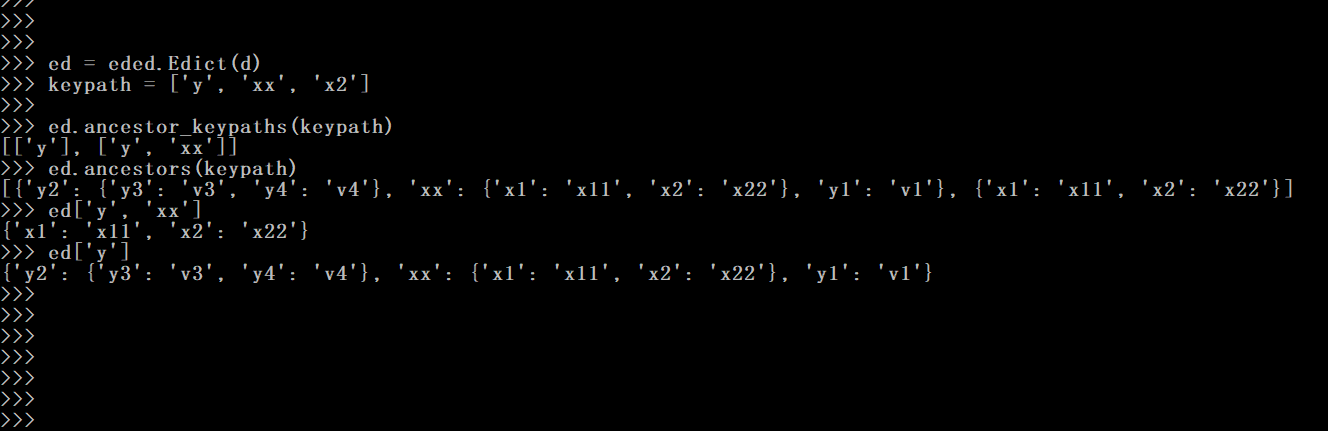 >>>
>>>
>>>
>>> ed = eded.Edict(d)
>>> keypath = ['y', 'xx', 'x2']
>>>
>>> ed.ancestor_keypaths(keypath)
[['y'], ['y', 'xx']]
>>> ed.ancestors(keypath)
[{'y2': {'y3': 'v3', 'y4': 'v4'}, 'xx': {'x1': 'x11', 'x2': 'x22'}, 'y1': 'v1'}, {'x1': 'x11', 'x2': 'x22'}]
>>> ed['y', 'xx']
{'x1': 'x11', 'x2': 'x22'}
>>> ed['y']
{'y2': {'y3': 'v3', 'y4': 'v4'}, 'xx': {'x1': 'x11', 'x2': 'x22'}, 'y1': 'v1'}
>>>
>>>
>>>
>>>
>>>
>>>
>>>